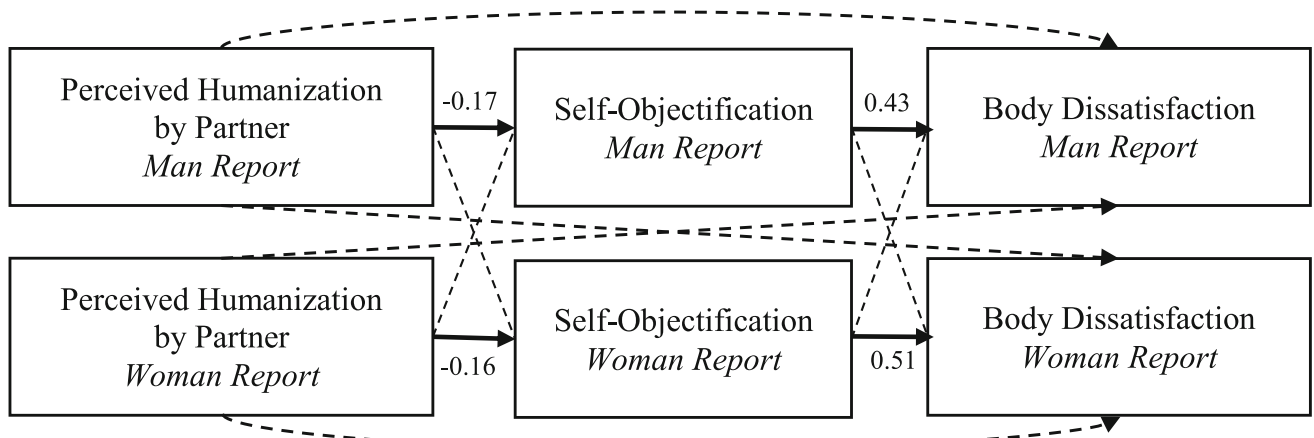 Perceived Humanization
by Partner
Man Report
-0.17
Self-Objectification
Man Report
0.43
Body Dissatisfaction
Man Report
Perceived Humanization
by Partner
Woman Report
-0.16
Self-Objectification
Woman Report
0.51
Body Dissatisfaction
Woman Report